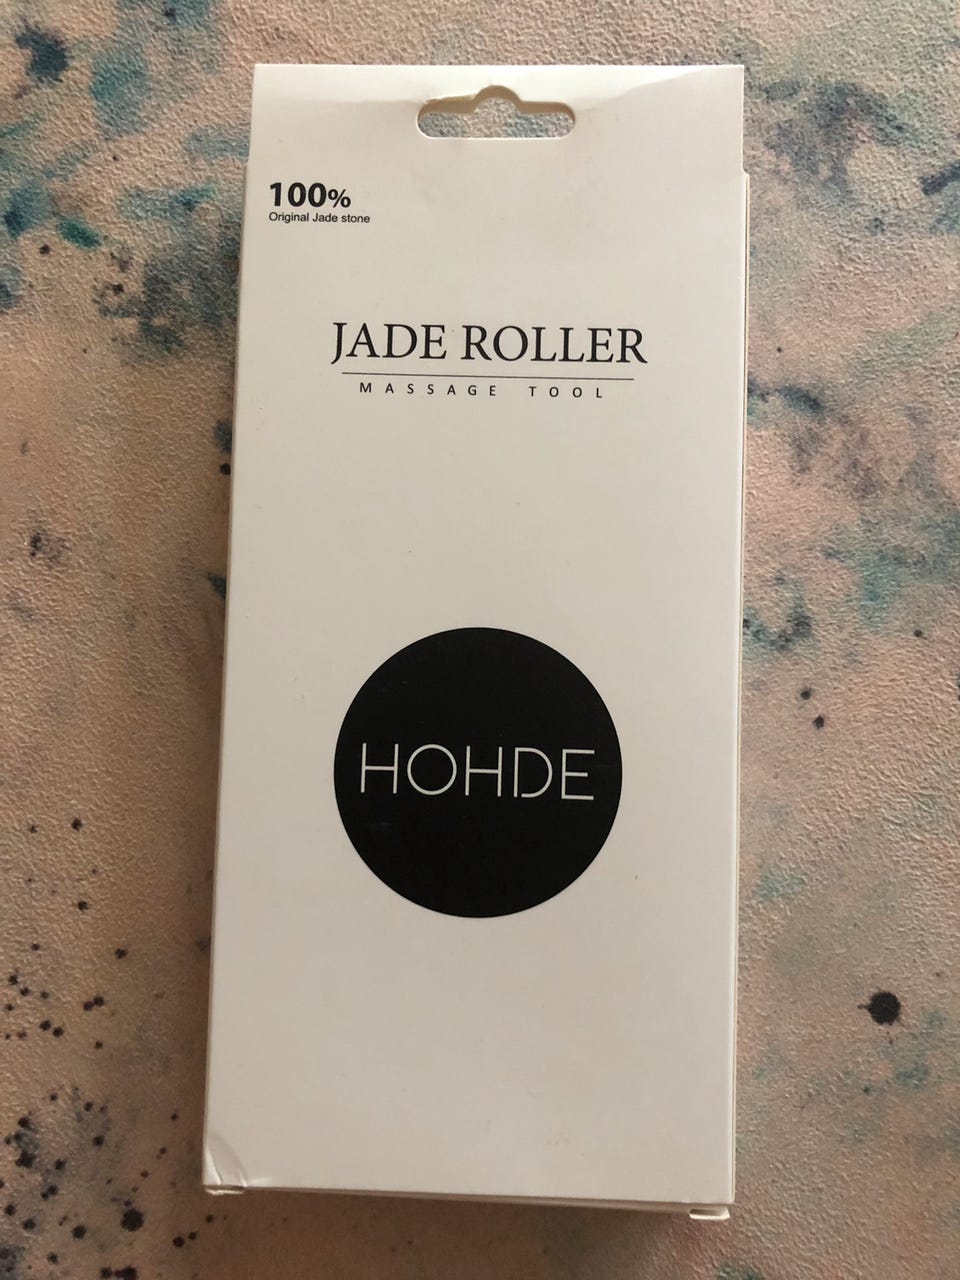 100%
Original Jade stone
JADE ROLLER
MASSAGE TOOL
HOHDE